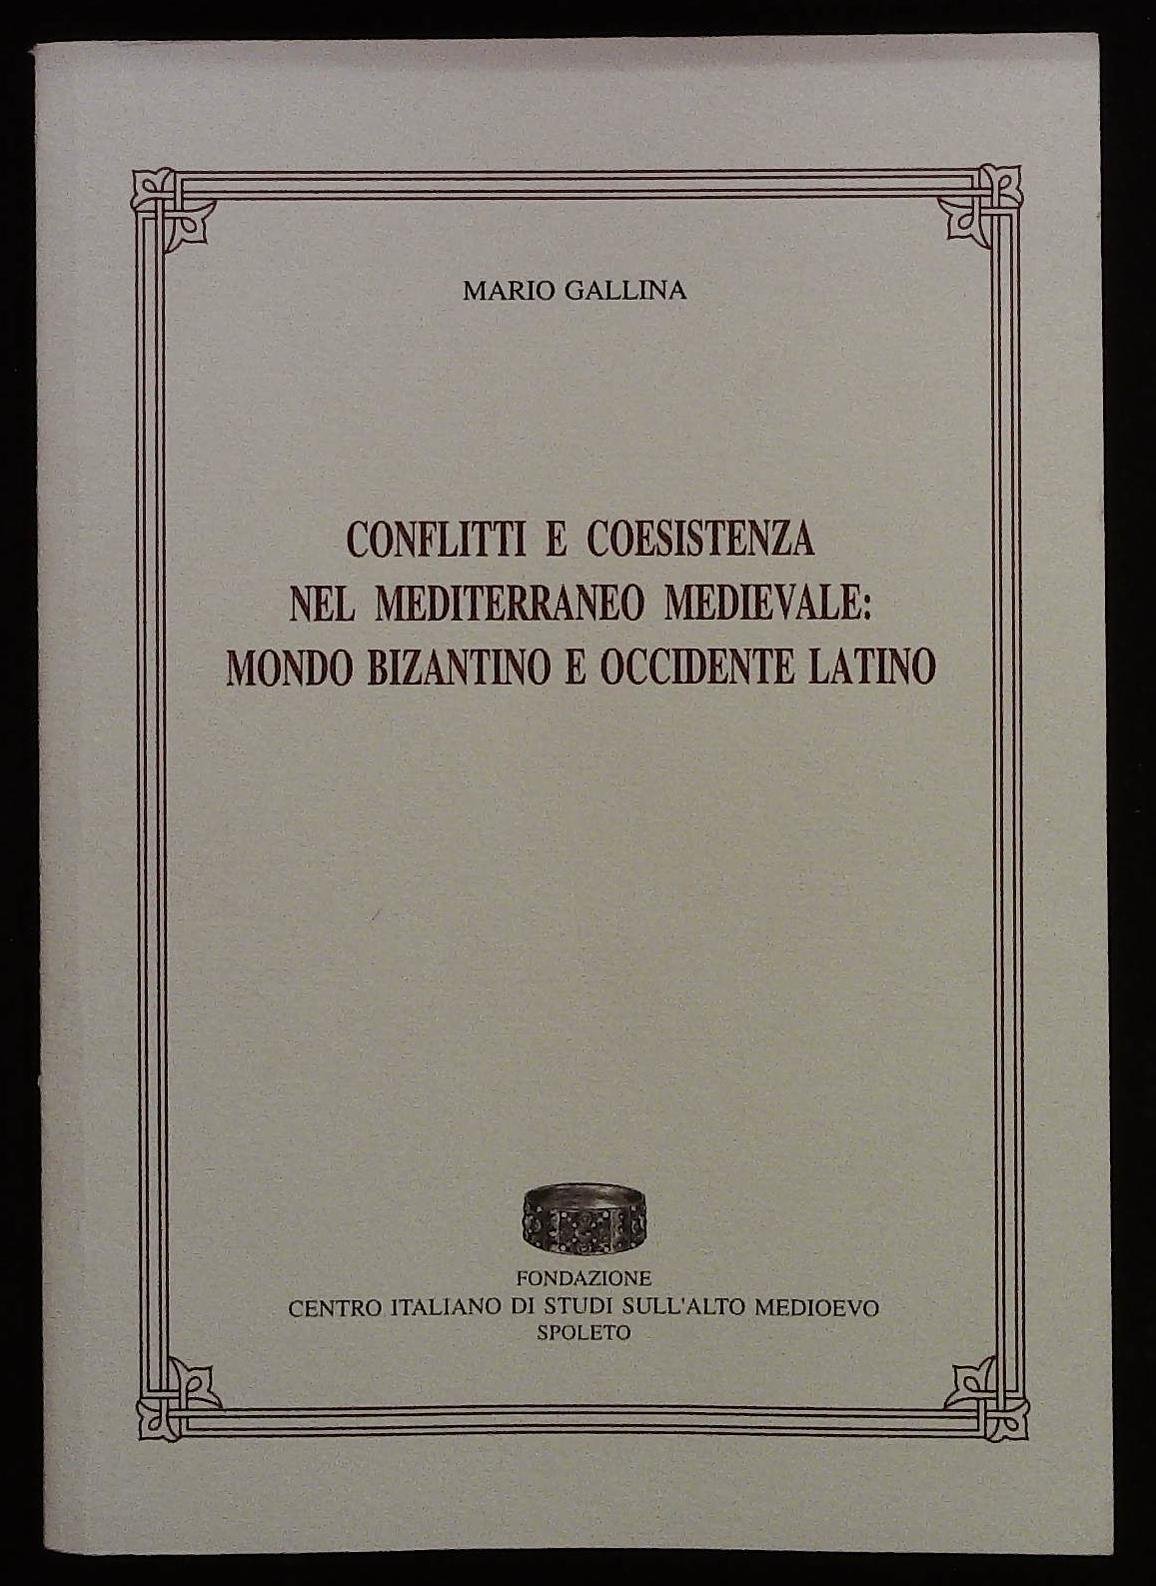 MARIO GALLINA
CONFLITTI E COESISTENZA
NEL MEDITERRANEO MEDIEVALE:
MONDO BIZANTINO E OCCIDENTE LATINO
FONDAZIONE
CENTRO ITALIANO DI STUDI SULL'ALTO MEDIOEVO
SPOLETO